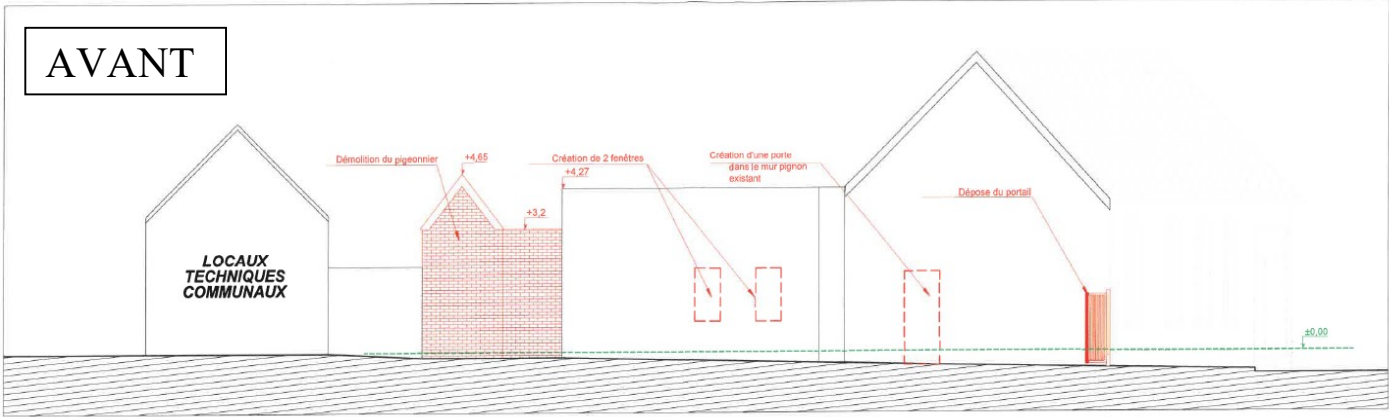 AVANT
Démolition du pigeonnier
+4,65
Création de 2 fenêtres
+4,27
Création d'une porte
dans le mur pignon
existant
Dépose du portail
+3,2
LOCAUX
TECHNIQUES
COMMUNAUX
±0,00